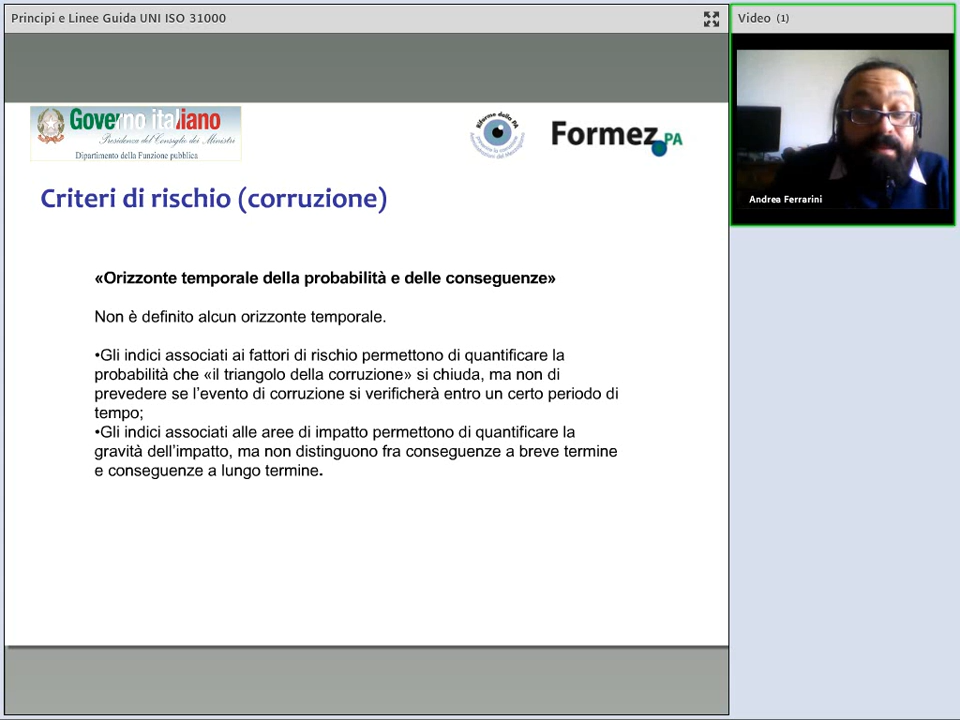 Principi e Linee Guida UNI ISO 31000
Video (1)
Governo italiano
Presidenza del Consiglio dei Ministri
Dipartimento della Funzione pubblica
Riforme della PA
Formez PA
Andrea Ferrarini
Criteri di rischio (corruzione)
«Orizzonte temporale della probabilità e delle conseguenze»
Non è definito alcun orizzonte temporale.
•Gli indici associati ai fattori di rischio permettono di quantificare la
probabilità che «il triangolo della corruzione» si chiuda, ma non di
prevedere se l’evento di corruzione si verificherà entro un certo periodo di
tempo;
•Gli indici associati alle aree di impatto permettono di quantificare la
gravità dell’impatto, ma non distinguono fra conseguenze a breve termine
e conseguenze a lungo termine.